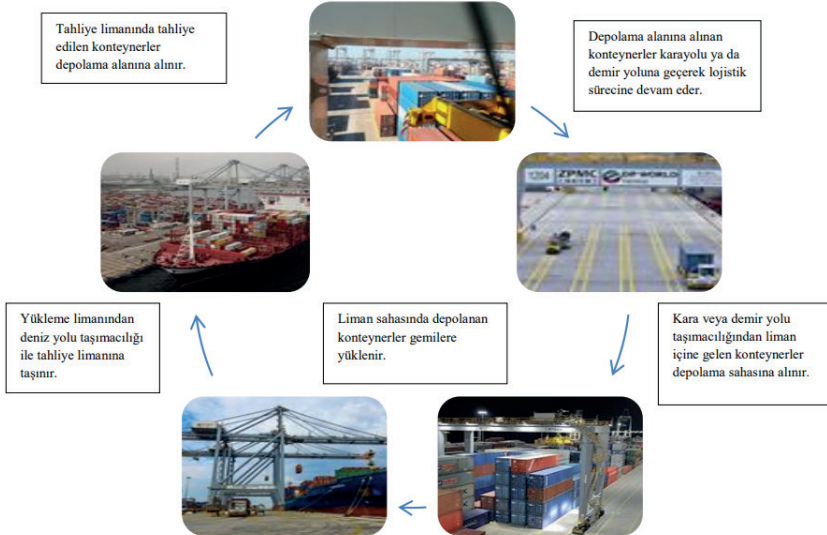 Tahliye limanında tahliye
edilen konteynerler
depolama alanına alınır.
Depolama alanına alınan
konteynerler karayolu ya da
demir yoluna geçerek lojistik
sürecine devam eder.
1204
ZPMC
DP WORLD
Yükleme limanından
deniz yolu taşımacılığı
ile tahliye limanına
taşınır.
Liman sahasında depolanan
konteynerler gemilere
yüklenir.
Kara veya demir yolu
taşımacılığından liman
içine gelen konteynerler
depolama sahasına alınır.